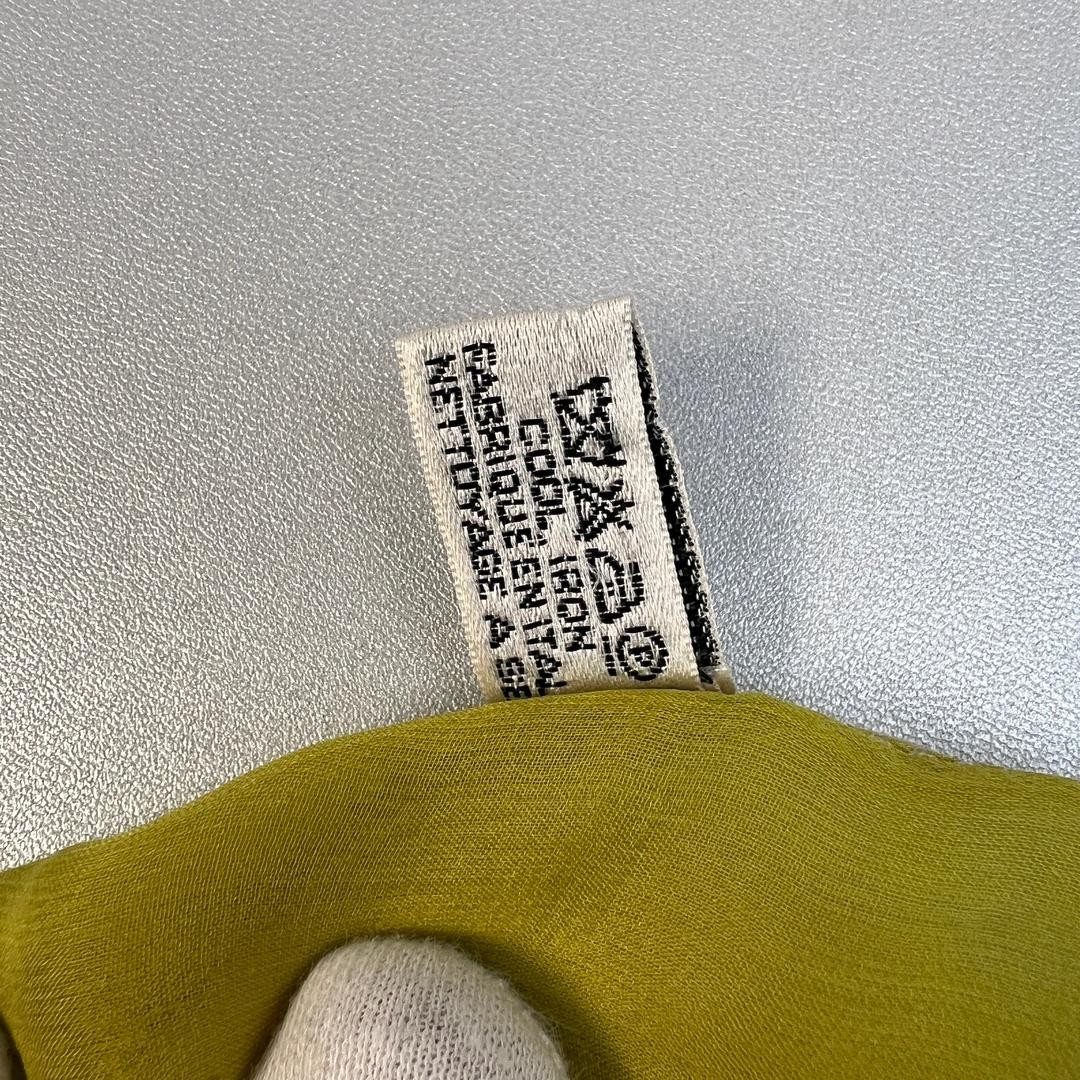 COOL IRON
FABRIQUE EN ITAL
NETTOYAGE A SE